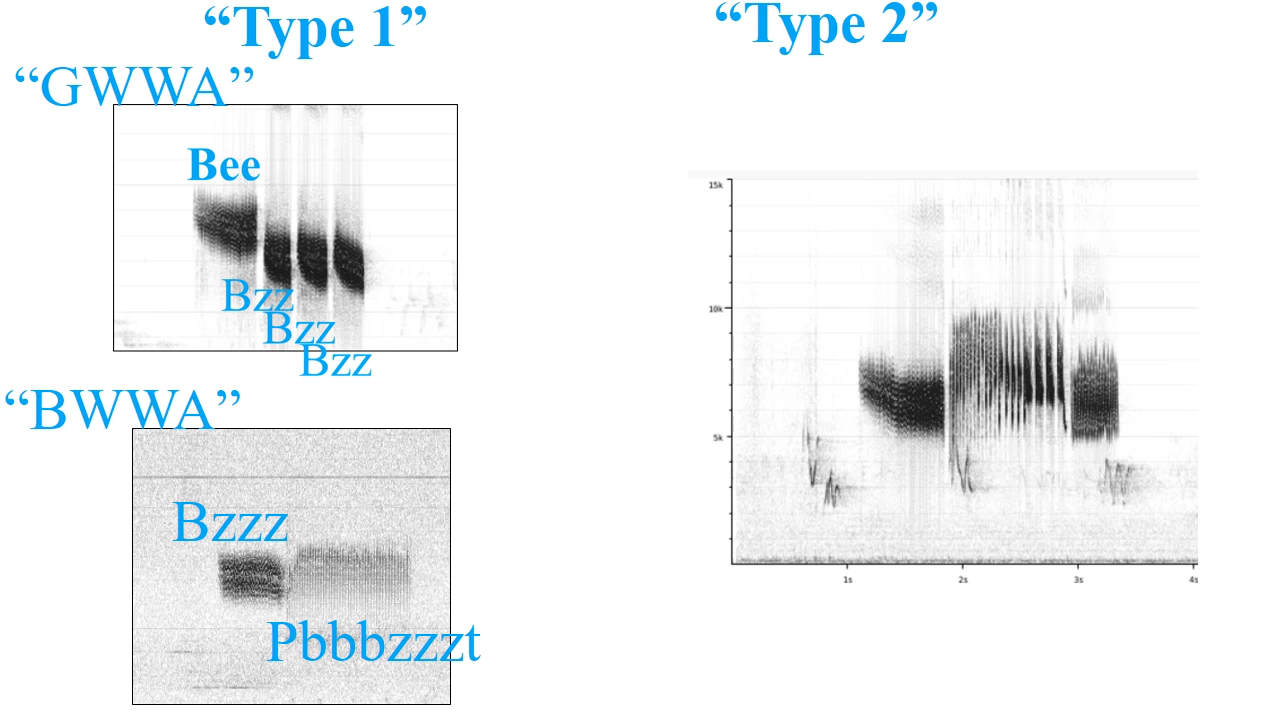 “Type 1”
“Type 2”
“GWWA”
Bee
Bzz
Bzz
Bzz
“BWWA”
Bzzz
Pbbbzzzt
15k
10k
5k
1s
2s
3s
4s